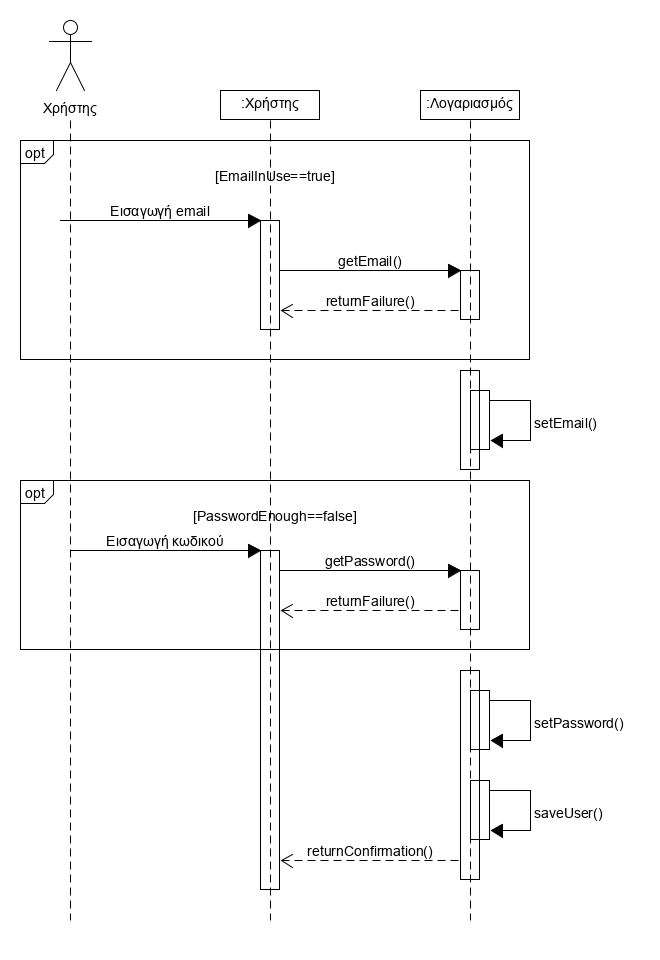 Χρήστης
:Χρήστης
:Λογαριασμός
opt
[EmailInUse==true]
Εισαγωγή email
getEmail()
returnFailure()
setEmail()
opt
[PasswordEnough==false]
Εισαγωγή κωδικού
getPassword()
returnFailure()
setPassword()
saveUser()
returnConfirmation()